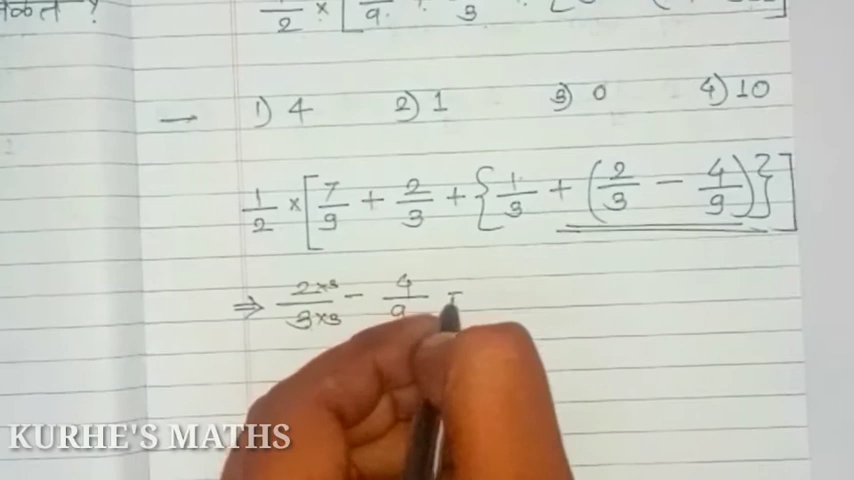 1) 4 2) 1 3) 0 4) 10
1/2 × [7/9 + 2/3 + {1/9 + (2/3 − 4/9)}]
⇒ 2×3/3×3 − 4/9
KURHE'S MATHS